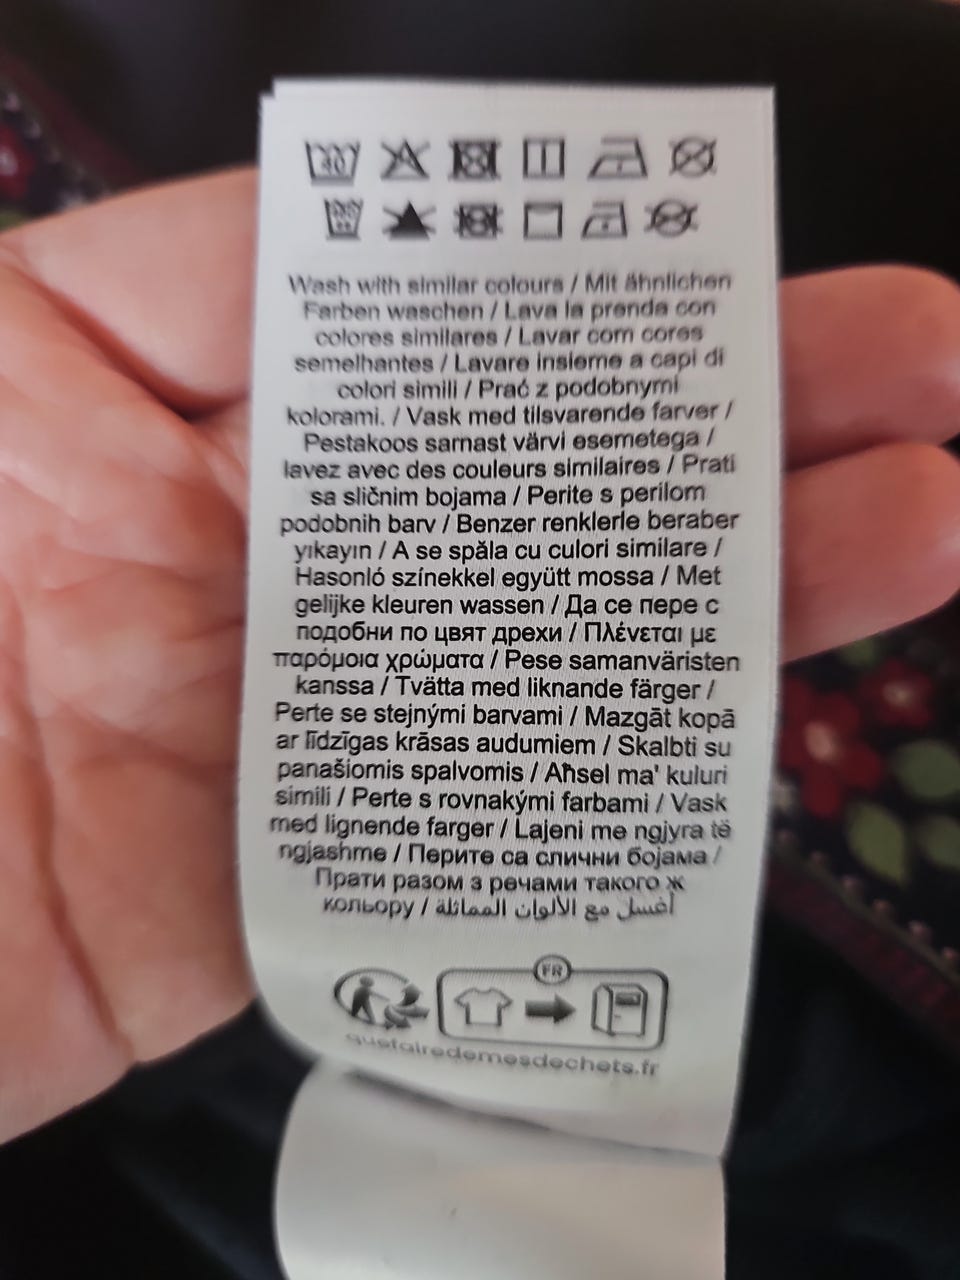 40
Wash with similar colours / Mit ähnlichen
Farben waschen / Lava la prenda con
colores similares / Lavar com cores
semelhantes / Lavare insieme a capi di
colori simili / Prać z podobnymi
kolorami. / Vask med tilsvarende farver /
Pestakoos sarnast värvi esemetega /
lavez avec des couleurs similaires / Prati
sa sličnim bojama / Perite s perilom
podobnih barv / Benzer renklerle beraber
yıkayın / A se spăla cu culori similare /
Hasonló színekkel együtt mossa / Met
gelijke kleuren wassen / Да се пере с
подобни по цвят дрехи / Πλένεται με
παρόμοια χρώματα / Pese samanväristen
kanssa / Tvätta med liknande färger /
Perte se stejnými barvami / Mazgāt kopā
ar līdzīgas krāsas audumiem / Skalbti su
panašiomis spalvomis / Aħsel ma' kuluri
simili / Perte s rovnakými farbami / Vask
med lignende farger / Lajeni me ngjyra të
ngjashme / Перите са слични бојама /
Прати разом з речами такого ж
кольору / أغسل مع الألوان المماثلة
FR
quefairedemesdechets.fr